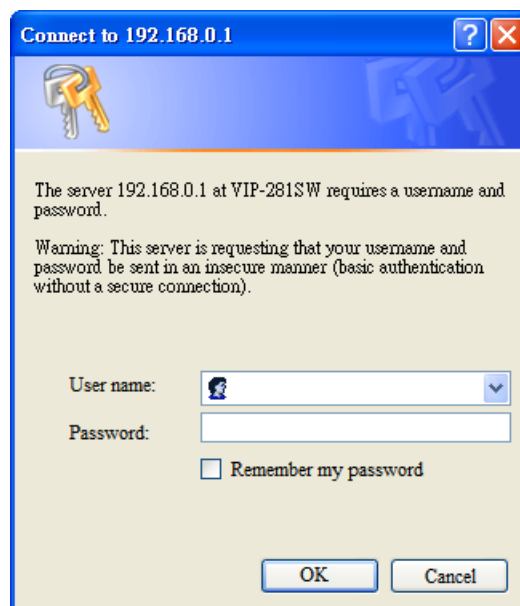 Connect to 192.168.0.1
The server 192.168.0.1 at VIP-281SW requires a username and
password.
Warning: This server is requesting that your username and
password be sent in an insecure manner (basic authentication
without a secure connection).
User name:
Password:
Remember my password
OK Cancel